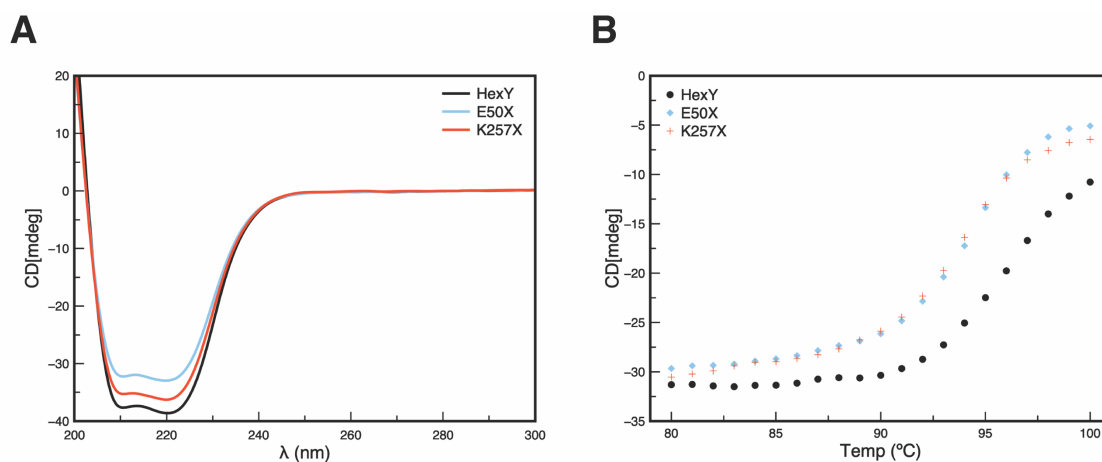 A
B
20
10
0
−10
−20
−30
−40
CD[mdeg]
200
220
240
260
280
300
λ (nm)
HexY
E50X
K257X
0
−5
−10
−15
−20
−25
−30
−35
CD[mdeg]
80
85
90
95
100
Temp (ºC)
HexY
E50X
K257X